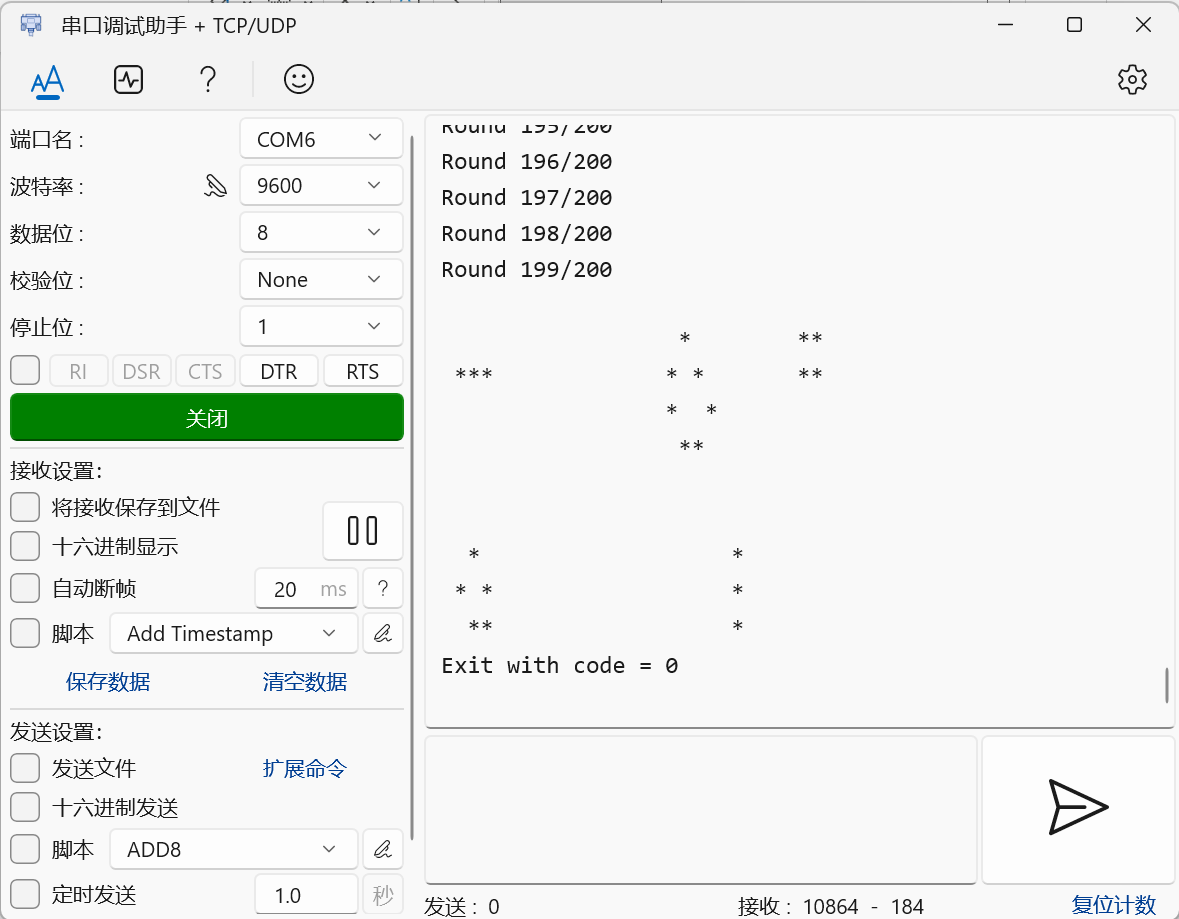 串口调试助手 + TCP/UDP
端口名 :
COM6
波特率 :
9600
数据位 :
8
校验位 :
None
停止位 :
1
RI
DSR
CTS
DTR
RTS
关闭
接收设置:
将接收保存到文件
十六进制显示
自动断帧
20 ms
?
脚本
Add Timestamp
保存数据
清空数据
发送设置:
发送文件
扩展命令
十六进制发送
脚本
ADD8
定时发送
1.0
秒
Round 195/200
Round 196/200
Round 197/200
Round 198/200
Round 199/200
                  *        **
 ***             * *       **
                 *  *
                  **
  *                   *
 * *                  *
  **                  *
Exit with code = 0
发送 : 0
接收 : 10864 - 184
复位计数